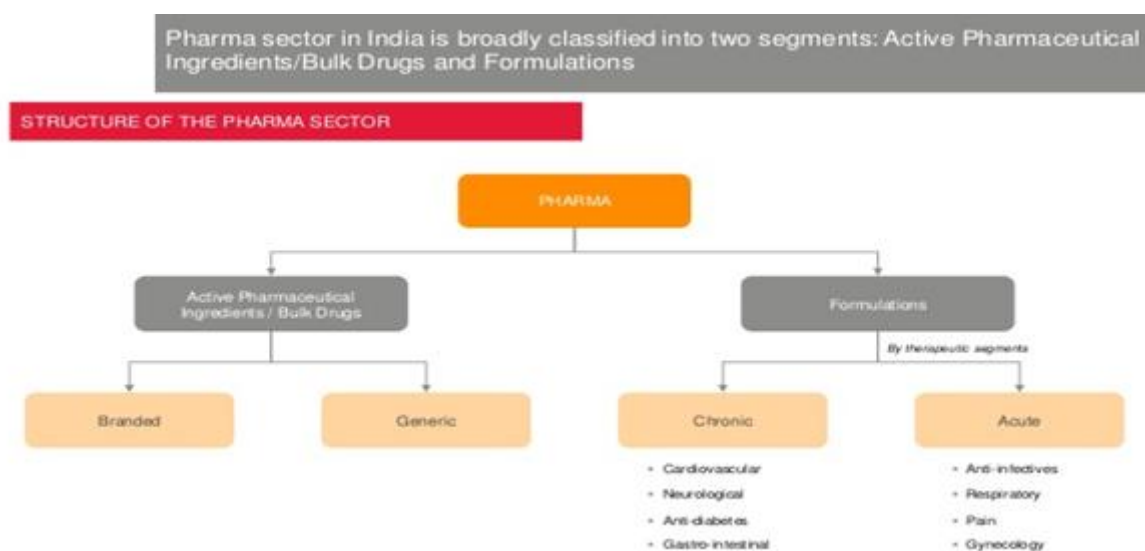 Pharma sector in India is broadly classified into two segments: Active Pharmaceutical
Ingredients/Bulk Drugs and Formulations
STRUCTURE OF THE PHARMA SECTOR
PHARMA
Active Pharmaceutical
Ingredients / Bulk Drugs
Formulations
By therapeutic segments
Branded
Generic
Chronic
Acute
• Cardiovascular
• Neurological
• Anti-diabetes
• Gastro-intestinal
• Anti-infectives
• Respiratory
• Pain
• Gynecology